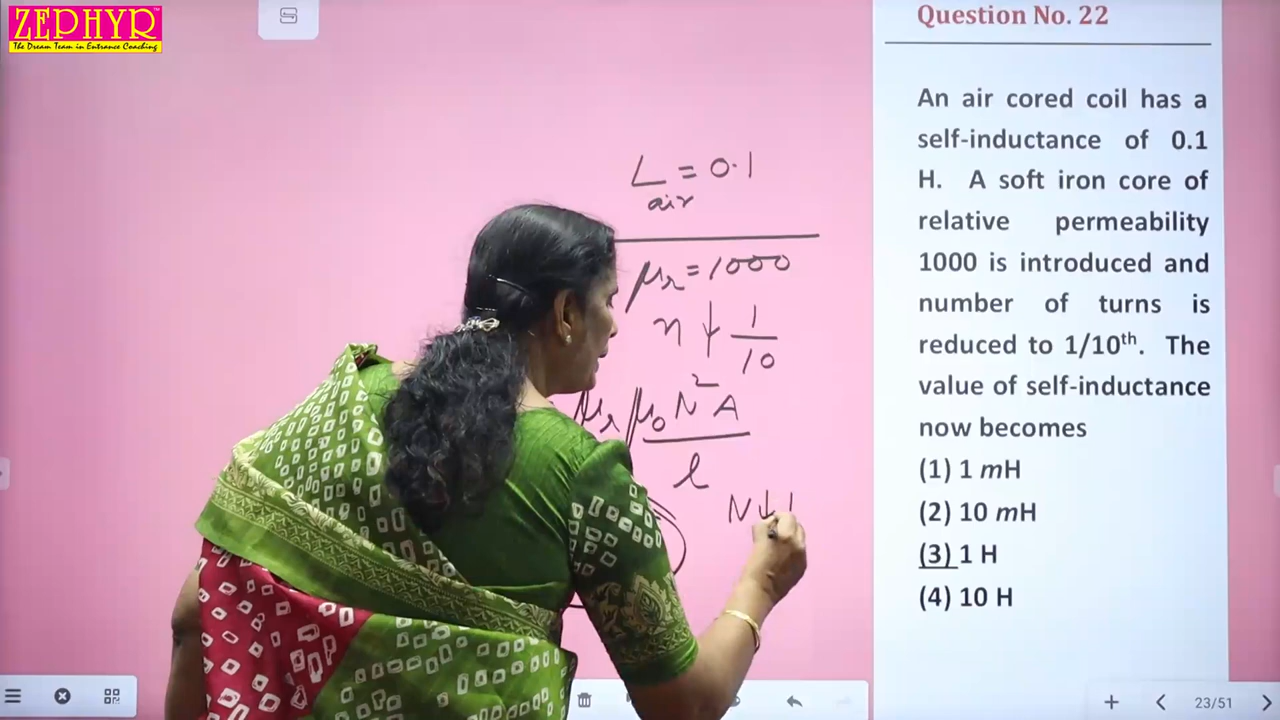 ZEPHYR™
The Dream Team in Entrance Coaching
L = 0.1
air
μr = 1000
n ↓ 1/10
μr μ0 N² A
l
N ↓ 1
Question No. 22
An air cored coil has a
self-inductance of 0.1
H. A soft iron core of
relative permeability
1000 is introduced and
number of turns is
reduced to 1/10th. The
value of self-inductance
now becomes
(1) 1 mH
(2) 10 mH
(3) 1 H
(4) 10 H
23/51